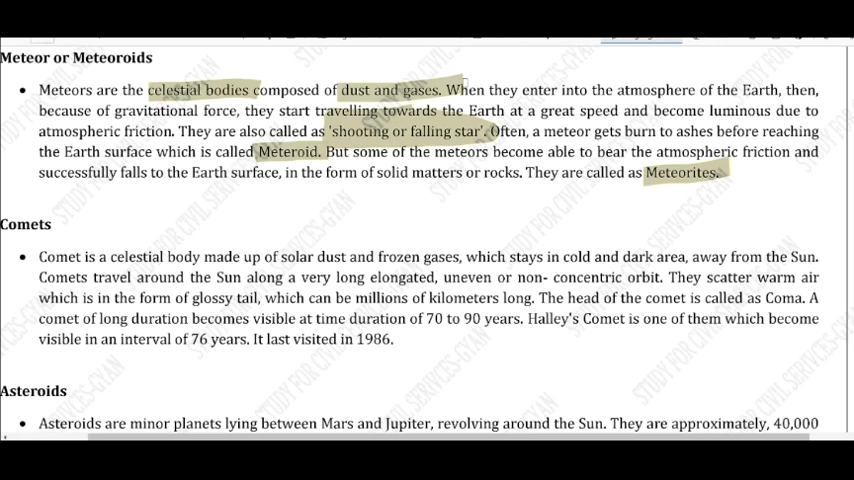 Meteor or Meteoroids
• Meteors are the celestial bodies composed of dust and gases. When they enter into the atmosphere of the Earth, then,
because of gravitational force, they start travelling towards the Earth at a great speed and become luminous due to
atmospheric friction. They are also called as 'shooting or falling star'. Often, a meteor gets burn to ashes before reaching
the Earth surface which is called Meteroid. But some of the meteors become able to bear the atmospheric friction and
successfully falls to the Earth surface, in the form of solid matters or rocks. They are called as Meteorites.
Comets
• Comet is a celestial body made up of solar dust and frozen gases, which stays in cold and dark area, away from the Sun.
Comets travel around the Sun along a very long elongated, uneven or non- concentric orbit. They scatter warm air
which is in the form of glossy tail, which can be millions of kilometers long. The head of the comet is called as Coma. A
comet of long duration becomes visible at time duration of 70 to 90 years. Halley's Comet is one of them which become
visible in an interval of 76 years. It last visited in 1986.
Asteroids
• Asteroids are minor planets lying between Mars and Jupiter, revolving around the Sun. They are approximately, 40,000